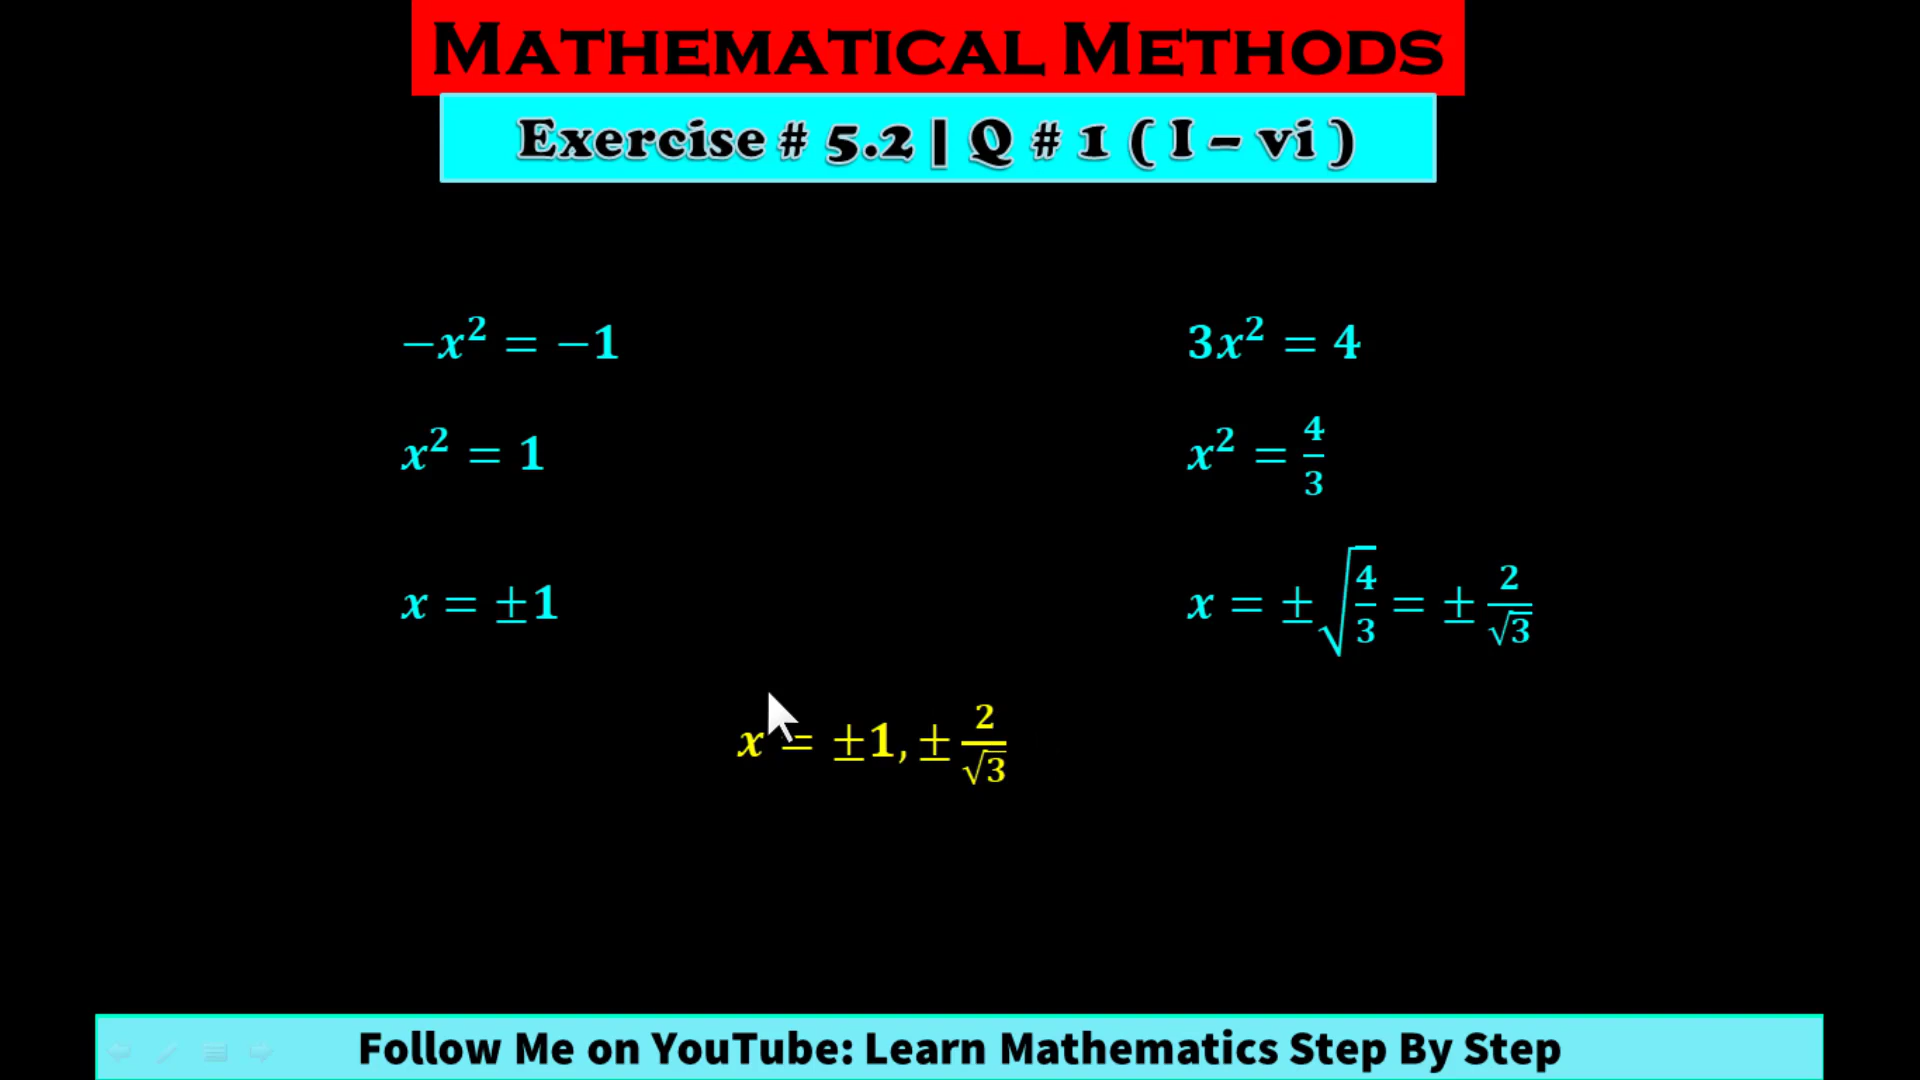 MATHEMATICAL METHODS
Exercise # 5.2 | Q # 1 ( I – vi )
−x² = −1
3x² = 4
x² = 1
x² = 4/3
x = ±1
x = ±√(4/3) = ± 2/√3
x = ±1, ± 2/√3
Follow Me on YouTube: Learn Mathematics Step By Step